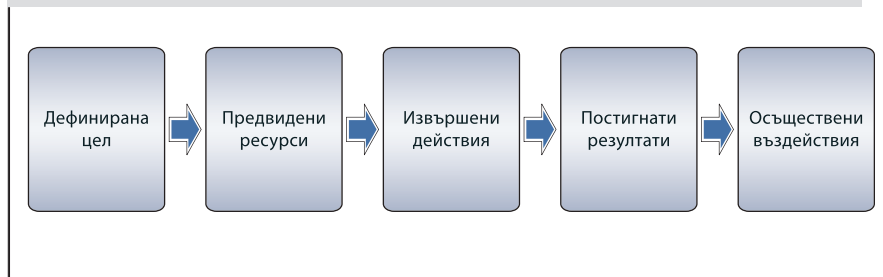 Дефинирана
цел
Предвидени
ресурси
Извършени
действия
Постигнати
резултати
Осъществени
въздействия